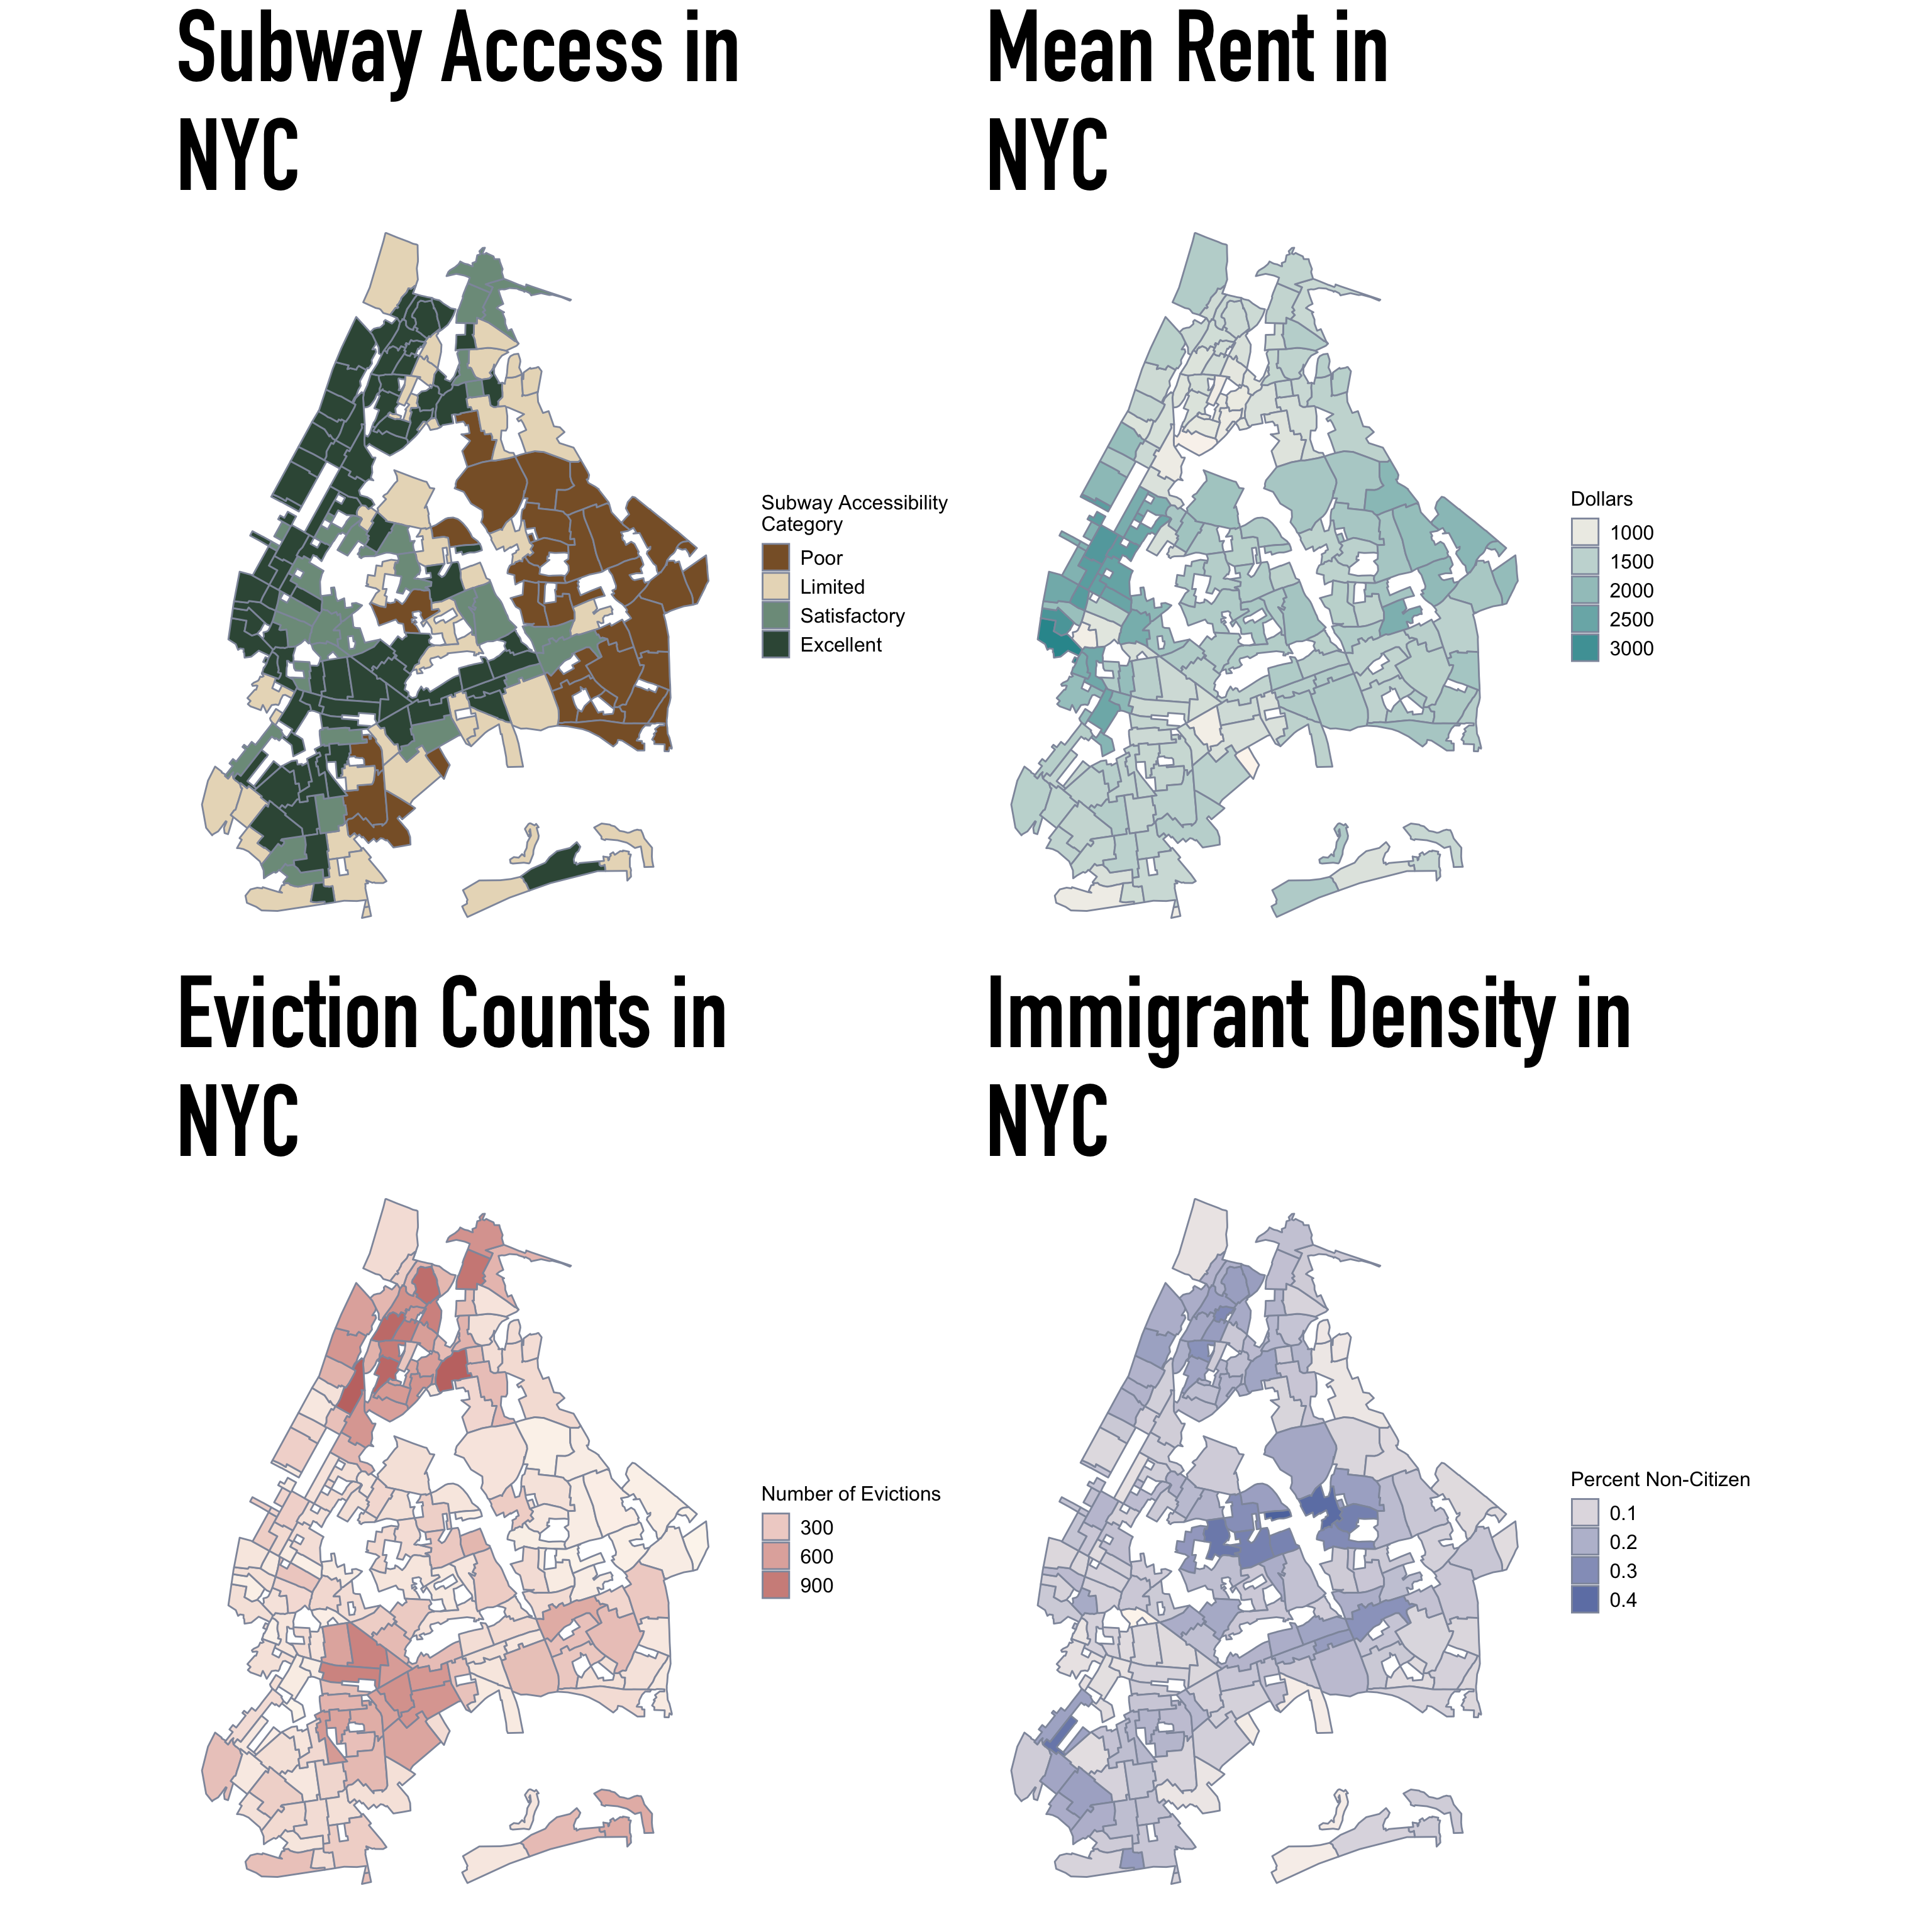 Subway Access in
NYC
Subway Accessibility
Category
Poor
Limited
Satisfactory
Excellent
Mean Rent in
NYC
Dollars
1000
1500
2000
2500
3000
Eviction Counts in
NYC
Number of Evictions
300
600
900
Immigrant Density in
NYC
Percent Non-Citizen
0.1
0.2
0.3
0.4